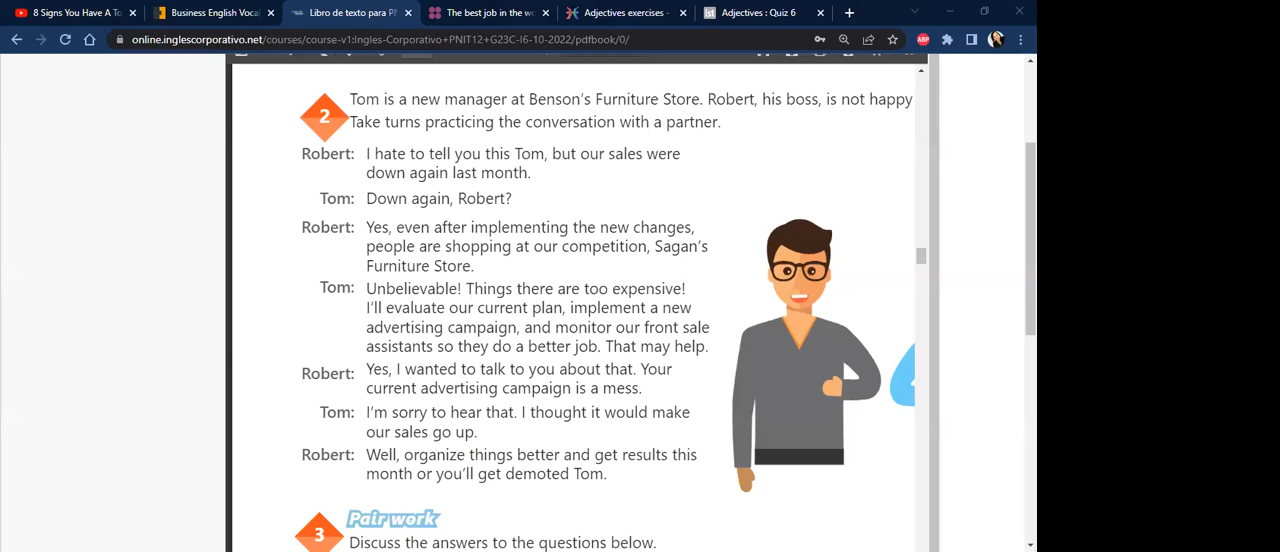 8 Signs You Have A To
Business English Vocal
Libro de texto para PN
The best job in the wo
Adjectives exercises -
Adjectives : Quiz 6
online.inglescorporativo.net/courses/course-v1:Ingles-Corporativo+PNIT12+G23C-I6-10-2022/pdfbook/0/
ABP
2
Tom is a new manager at Benson's Furniture Store. Robert, his boss, is not happy
Take turns practicing the conversation with a partner.
Robert: I hate to tell you this Tom, but our sales were
down again last month.
Tom: Down again, Robert?
Robert: Yes, even after implementing the new changes,
people are shopping at our competition, Sagan's
Furniture Store.
Tom: Unbelievable! Things there are too expensive!
I'll evaluate our current plan, implement a new
advertising campaign, and monitor our front sale
assistants so they do a better job. That may help.
Robert: Yes, I wanted to talk to you about that. Your
current advertising campaign is a mess.
Tom: I'm sorry to hear that. I thought it would make
our sales go up.
Robert: Well, organize things better and get results this
month or you'll get demoted Tom.
Pair work
3
Discuss the answers to the questions below.